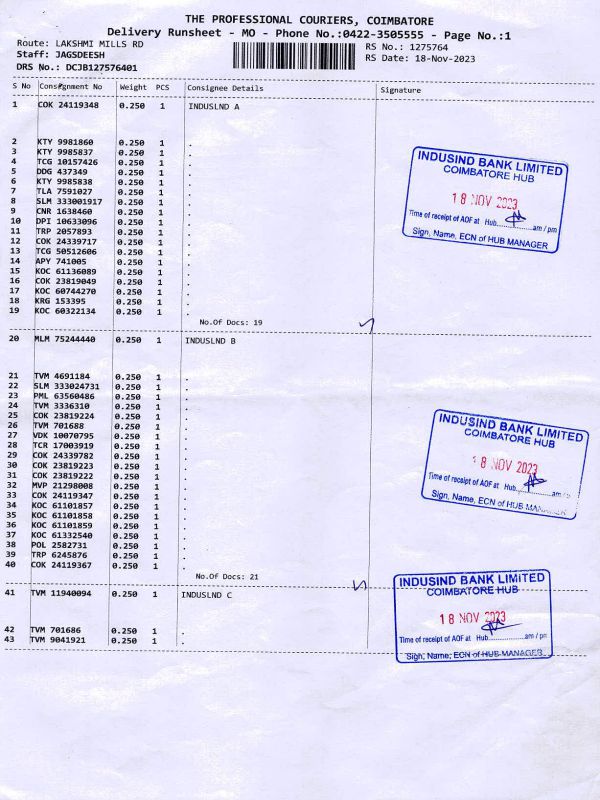 THE PROFESSIONAL COURIERS, COIMBATORE
Delivery Runsheet - MO - Phone No.:0422-3505555 - Page No.:1
Route: LAKSHMI MILLS RD
Staff: JAGSDEESH
DRS No.: DCJB127576401
RS No.: 1275764
RS Date: 18-Nov-2023
S No Consignment No Weight PCS Consignee Details Signature
1 COK 24119348 0.250 1 INDUSLND A
2 KTY 9981860 0.250 1 .
3 KTY 9985837 0.250 1 .
4 TCG 10157426 0.250 1 .
5 DDG 437349 0.250 1 .
6 KTY 9985838 0.250 1 .
7 TLA 7591027 0.250 1 .
8 SLM 333001917 0.250 1 .
9 CNR 1638460 0.250 1 .
10 DPI 10633096 0.250 1 .
11 TRP 2057893 0.250 1 .
12 COK 24339717 0.250 1 .
13 TCG 50512606 0.250 1 .
14 APY 741005 0.250 1 .
15 KOC 61136089 0.250 1 .
16 COK 23819049 0.250 1 .
17 KOC 60744270 0.250 1 .
18 KRG 153395 0.250 1 .
19 KOC 60322134 0.250 1 .
No.Of Docs: 19
INDUSIND BANK LIMITED
COIMBATORE HUB
18 NOV 2023
Time of receipt of AOF at Hub..............am / pm
Sign, Name, ECN of HUB MANAGER
20 MLM 75244440 0.250 1 INDUSLND B
21 TVM 4691184 0.250 1 .
22 SLM 333024731 0.250 1 .
23 PML 63560486 0.250 1 .
24 TVM 3336310 0.250 1 .
25 COK 23819224 0.250 1 .
26 TVM 701688 0.250 1 .
27 VDK 10070795 0.250 1 .
28 TCR 17003919 0.250 1 .
29 COK 24339782 0.250 1 .
30 COK 23819223 0.250 1 .
31 COK 23819222 0.250 1 .
32 MVP 21298008 0.250 1 .
33 COK 24119347 0.250 1 .
34 KOC 61101857 0.250 1 .
35 KOC 61101858 0.250 1 .
36 KOC 61101859 0.250 1 .
37 KOC 61332540 0.250 1 .
38 POL 2582731 0.250 1 .
39 TRP 6245876 0.250 1 .
40 COK 24119367 0.250 1 .
No.Of Docs: 21
INDUSIND BANK LIMITED
COIMBATORE HUB
18 NOV 2023
Time of receipt of AOF at Hub..............am / p
Sign, Name, ECN of HUB MANAGER
41 TVM 11940094 0.250 1 INDUSLND C
42 TVM 701686 0.250 1 .
43 TVM 9041921 0.250 1 .
INDUSIND BANK LIMITED
COIMBATORE HUB
18 NOV 2023
Time of receipt of AOF at Hub..............am / pm
Sign, Name, ECN of HUB MANAGER